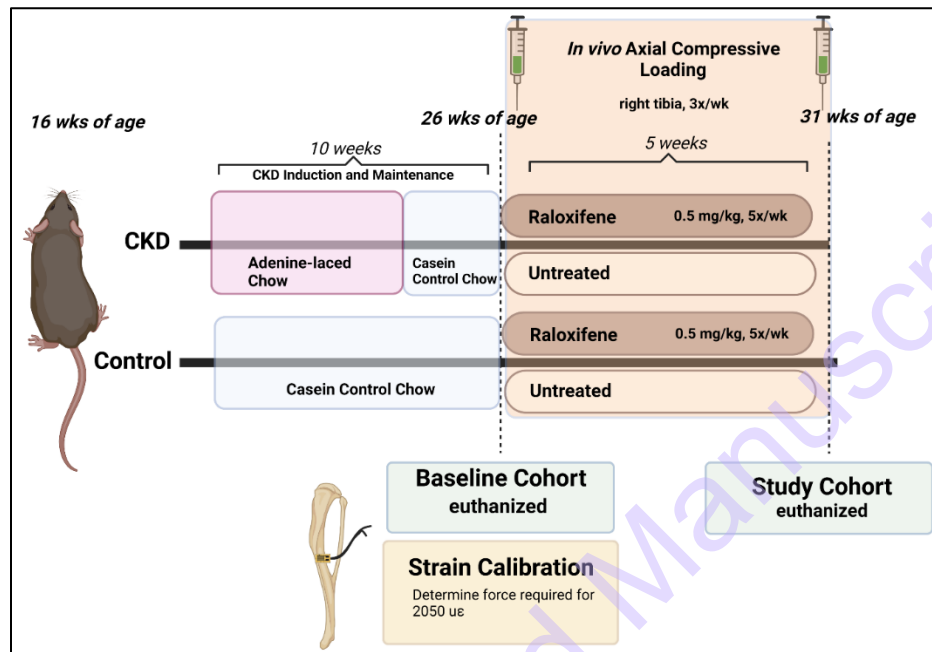 In vivo Axial Compressive
Loading
right tibia, 3x/wk
16 wks of age
26 wks of age
31 wks of age
10 weeks
CKD Induction and Maintenance
5 weeks
Raloxifene 0.5 mg/kg, 5x/wk
CKD
Adenine-laced
Chow
Casein
Control Chow
Untreated
Raloxifene 0.5 mg/kg, 5x/wk
Control
Casein Control Chow
Untreated
Baseline Cohort
euthanized
Study Cohort
euthanized
Strain Calibration
Determine force required for
2050 uε
d Manuscri